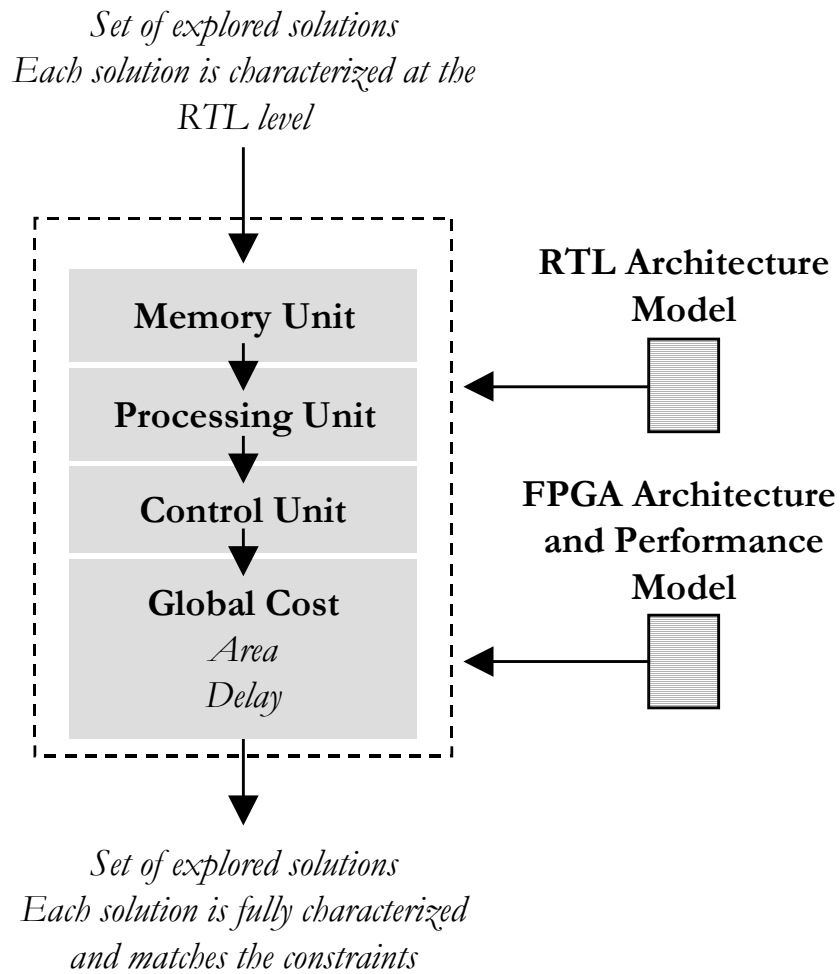 Set of explored solutions
Each solution is characterized at the
RTL level
Memory Unit
Processing Unit
Control Unit
Global Cost
Area
Delay
RTL Architecture
Model
FPGA Architecture
and Performance
Model
Set of explored solutions
Each solution is fully characterized
and matches the constraints